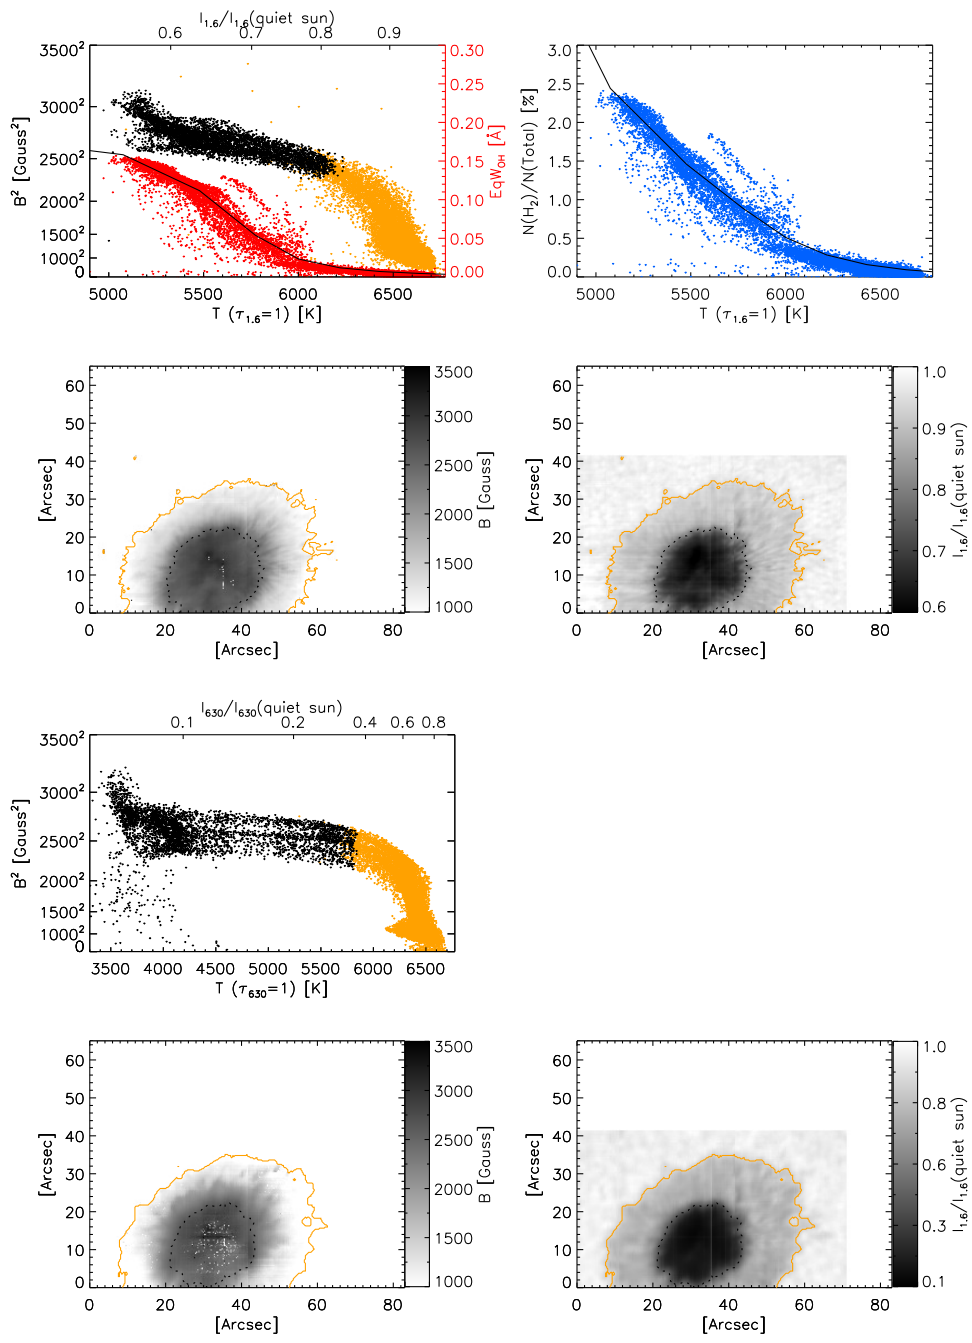 I1.6/I1.6(quiet sun)
0.6 0.7 0.8 0.9
3500² 3000² 2500² 2000² 1500² 1000² 0
B² [Gauss²]
0.30 0.25 0.20 0.15 0.10 0.05 0.00
EqWOH [Å]
5000 5500 6000 6500
T (τ1.6=1) [K]
3.0 2.5 2.0 1.5 1.0 0.5 0.0
N(H2)/N(Total) [%]
5000 5500 6000 6500
T (τ1.6=1) [K]
60 50 40 30 20 10 0
[Arcsec]
0 20 40 60 80
[Arcsec]
3500 3000 2500 2000 1500 1000
B [Gauss]
60 50 40 30 20 10 0
[Arcsec]
0 20 40 60 80
[Arcsec]
1.0 0.9 0.8 0.7 0.6
I1.6/I1.6(quiet sun)
I630/I630(quiet sun)
0.1 0.2 0.4 0.6 0.8
3500² 3000² 2500² 2000² 1500² 1000² 0
B² [Gauss²]
3500 4000 4500 5000 5500 6000 6500
T (τ630=1) [K]
60 50 40 30 20 10 0
[Arcsec]
0 20 40 60 80
[Arcsec]
3500 3000 2500 2000 1500 1000
B [Gauss]
60 50 40 30 20 10 0
[Arcsec]
0 20 40 60 80
[Arcsec]
1.0 0.8 0.6 0.3 0.1
I1.6/I1.6(quiet sun)